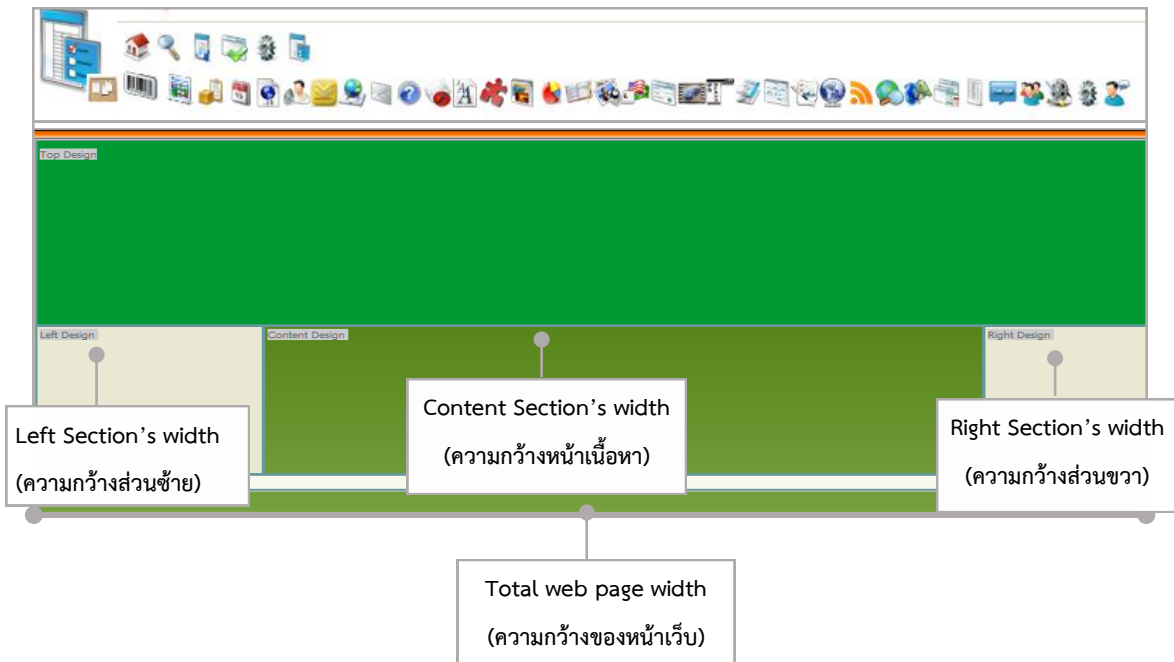 Top Design
Left Design
Content Design
Right Design
Content Section's width
(ความกว้างหน้าเนื้อหา)
Left Section's width
(ความกว้างส่วนซ้าย)
Right Section's width
(ความกว้างส่วนขวา)
Total web page width
(ความกว้างของหน้าเว็บ)